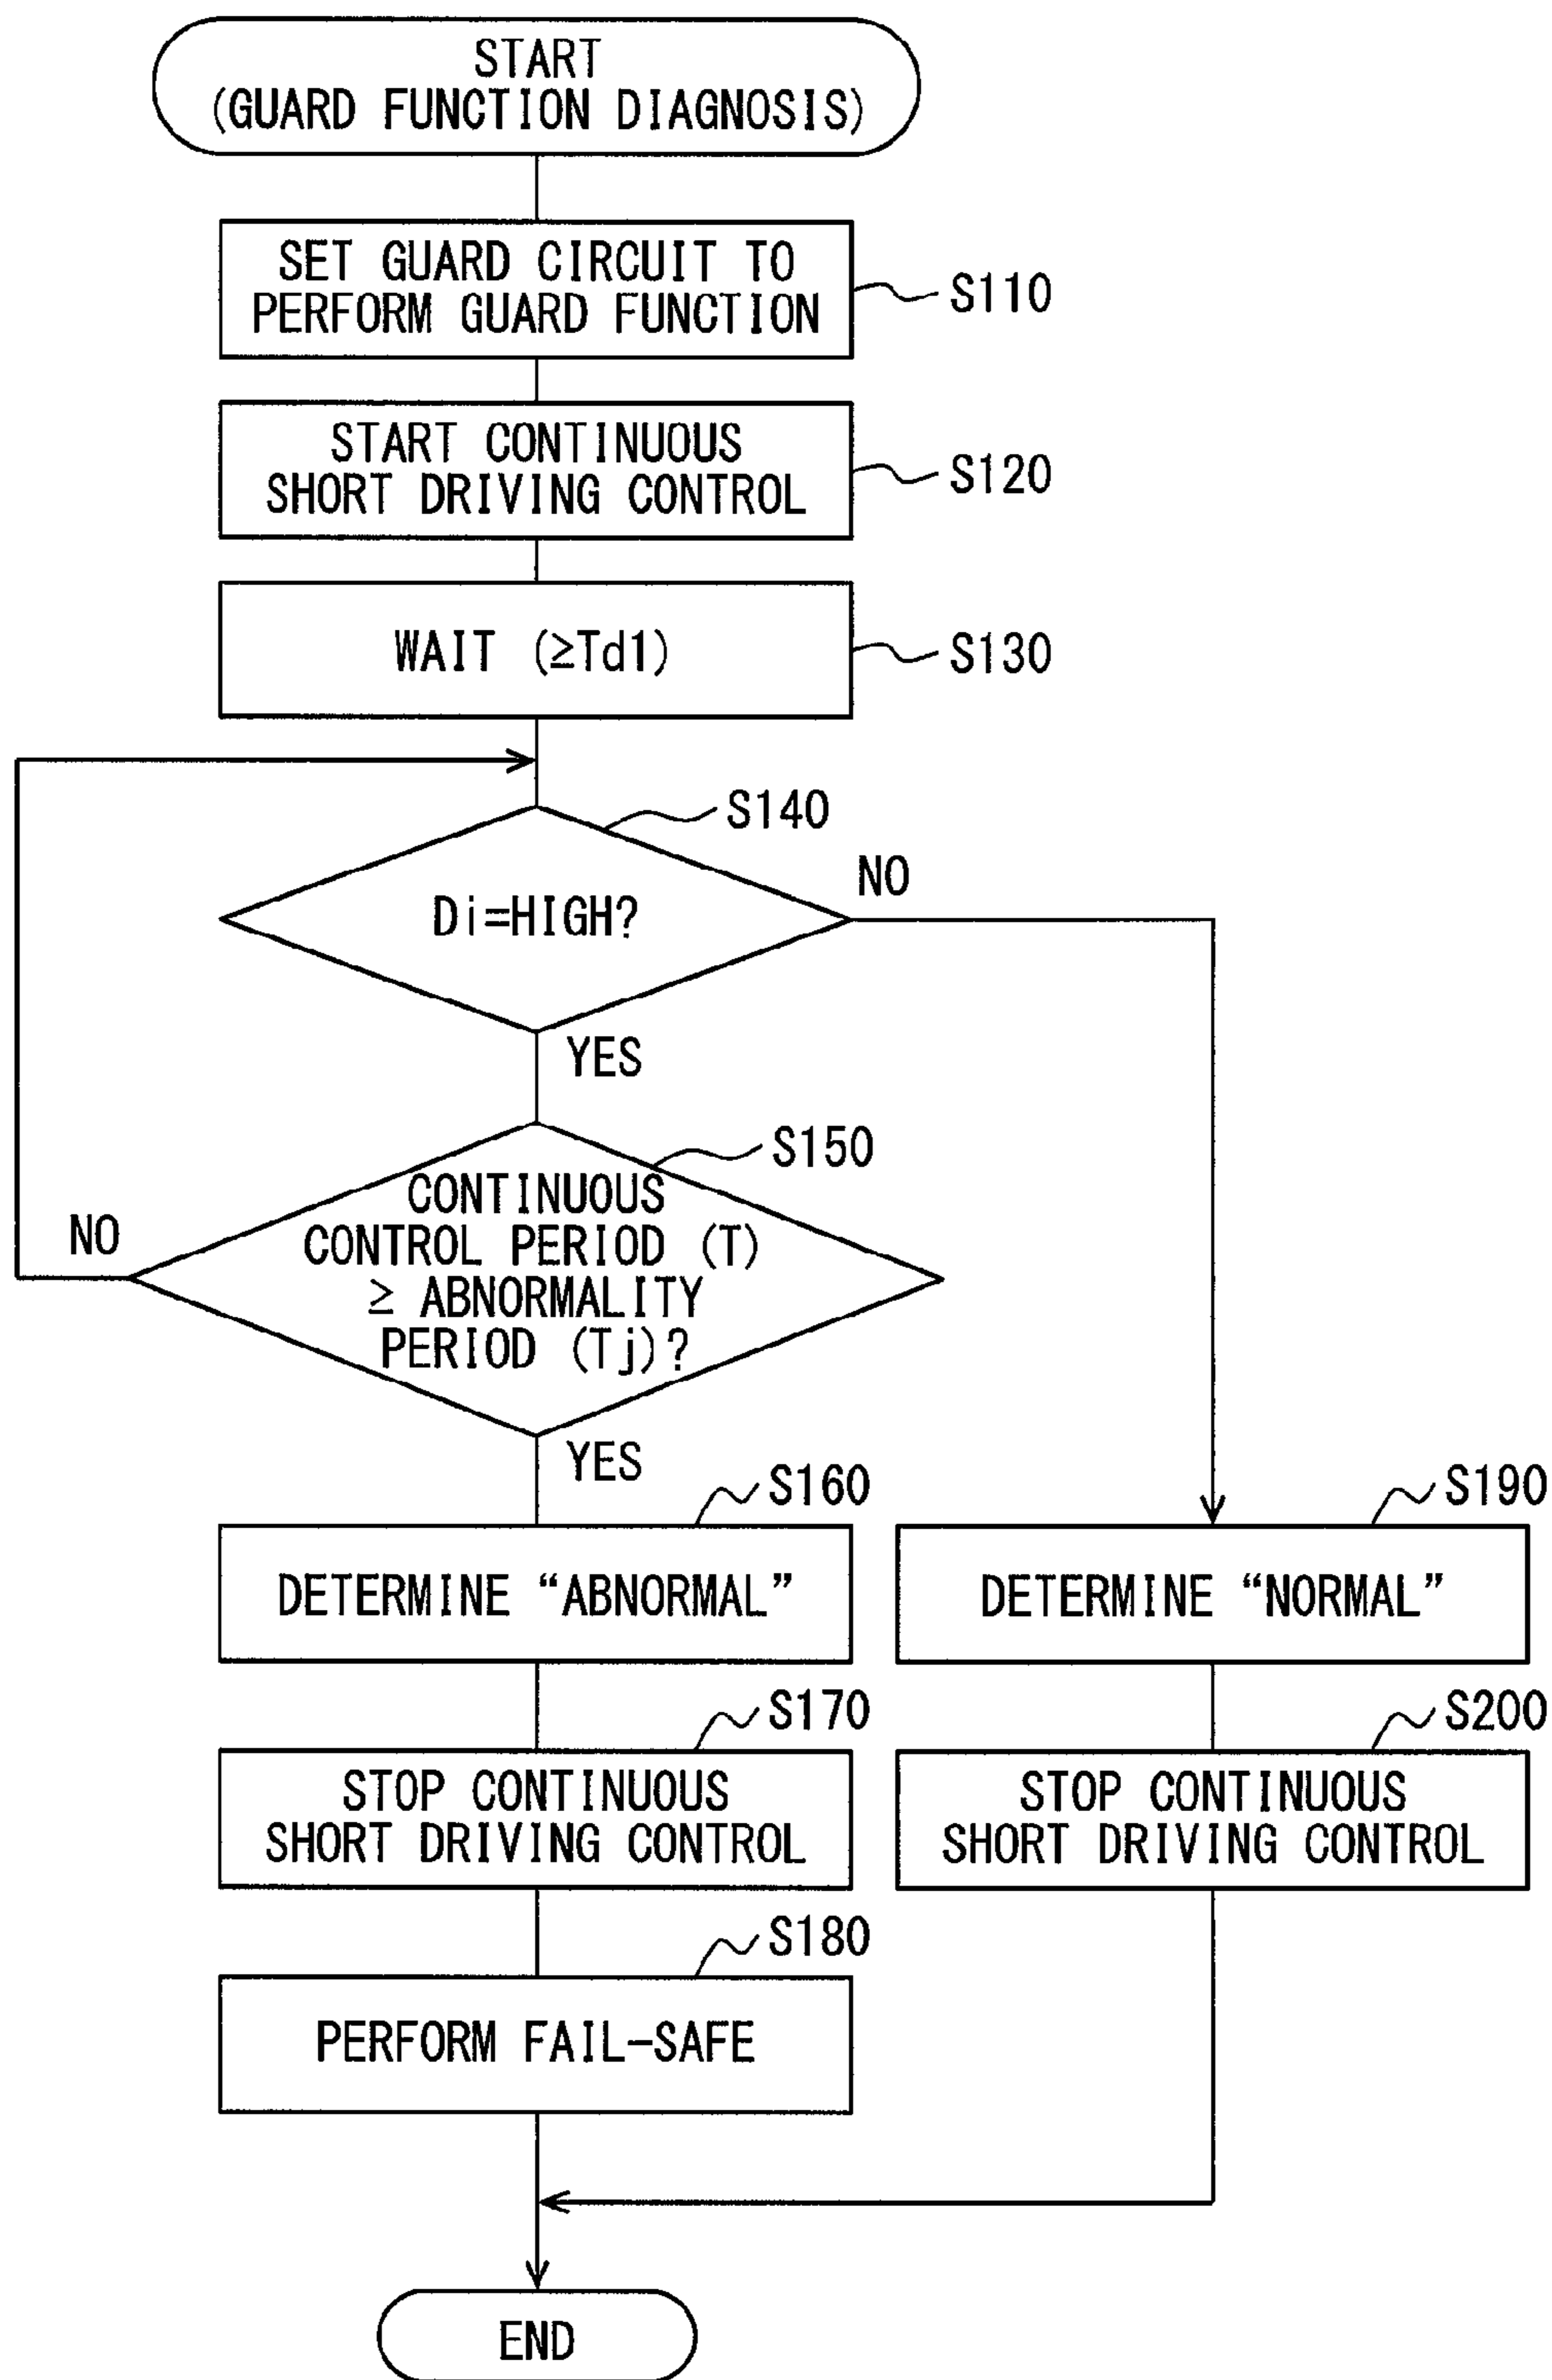 START
(GUARD FUNCTION DIAGNOSIS)
SET GUARD CIRCUIT TO
PERFORM GUARD FUNCTION
S110
START CONTINUOUS
SHORT DRIVING CONTROL
S120
WAIT (≥Td1)
S130
S140
Di=HIGH?
NO
YES
S150
CONTINUOUS
CONTROL PERIOD (T)
≥ ABNORMALITY
PERIOD (Tj)?
NO
YES
S160
DETERMINE “ABNORMAL”
S190
DETERMINE “NORMAL”
S170
STOP CONTINUOUS
SHORT DRIVING CONTROL
S200
STOP CONTINUOUS
SHORT DRIVING CONTROL
S180
PERFORM FAIL-SAFE
END